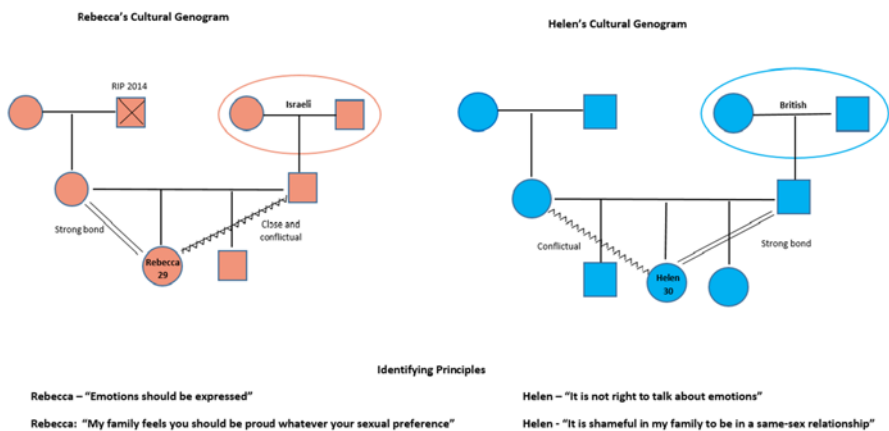 Rebecca's Cultural Genogram
Helen's Cultural Genogram
RIP 2014
Israeli
British
Strong bond
Close and
conflictual
Rebecca
29
Conflictual
Strong bond
Helen
30
Identifying Principles
Rebecca – “Emotions should be expressed”
Helen – “It is not right to talk about emotions”
Rebecca: “My family feels you should be proud whatever your sexual preference”
Helen - “It is shameful in my family to be in a same-sex relationship”